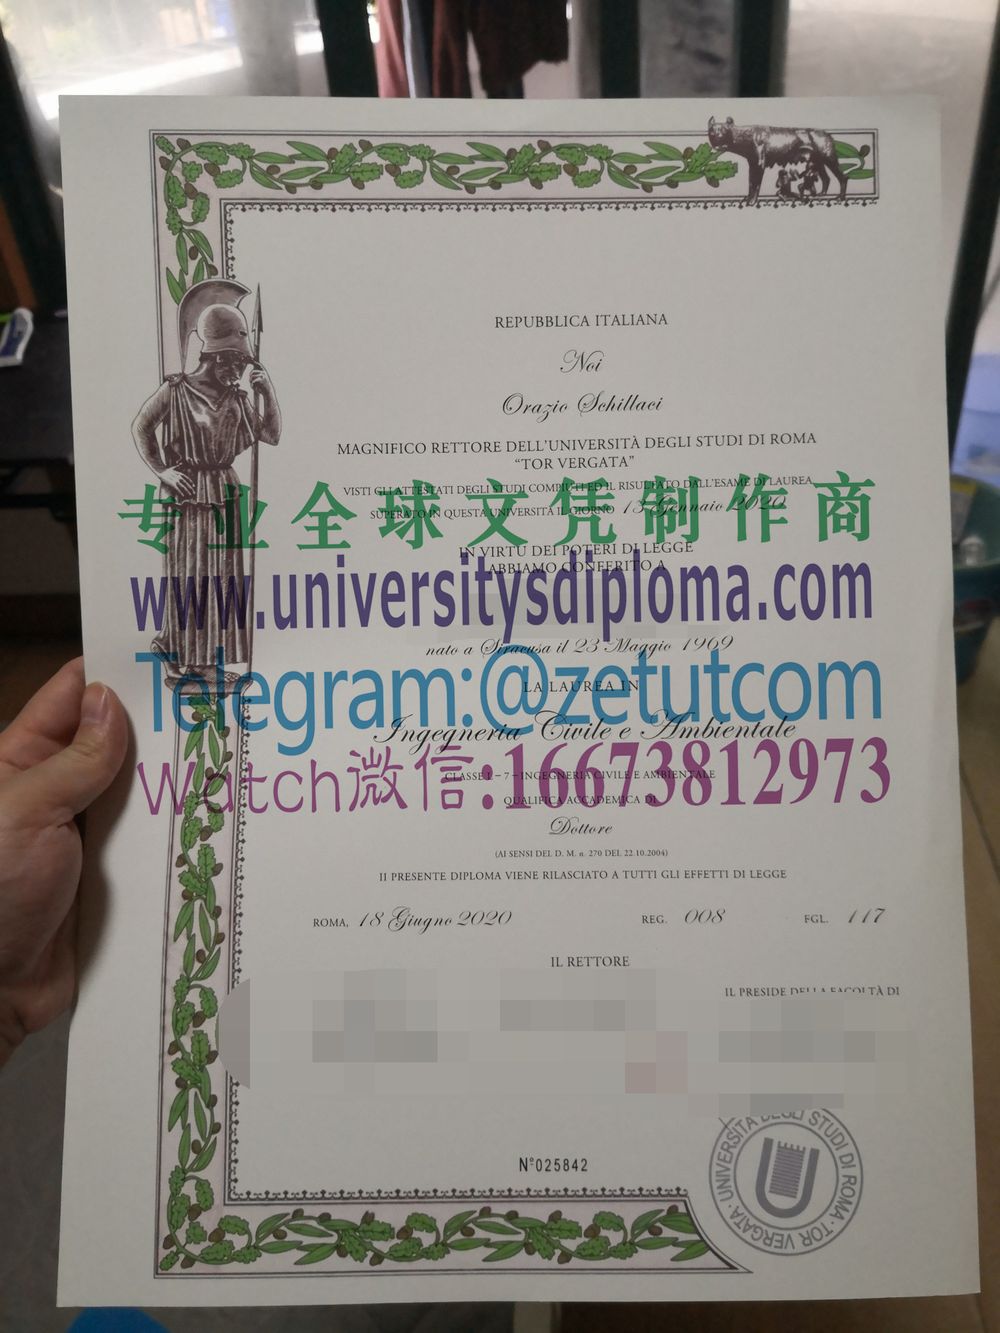 REPUBBLICA ITALIANA
Noi
Orazio Schillaci
MAGNIFICO RETTORE DELL'UNIVERSITÀ DEGLI STUDI DI ROMA
“TOR VERGATA”
VISTI GLI ATTESTATI DEGLI STUDI COMPIUTI ED IL RISULTATO DALL'ESAME DI LAUREA
专业全球文凭制作商
SUPERATO IN QUESTA UNIVERSITÀ IL GIORNO 13 Gennaio 2020
IN VIRTÙ DEI POTERI DI LEGGE
ABBIAMO CONFERITO A
www.universitysdiploma.com
nato a Siracusa il 23 Maggio 1969
Telegram:@zetutcom
LA LAUREA IN
Ingegneria Civile e Ambientale
Watch微信:16673812973
CLASSE L - 7 - INGEGNERIA CIVILE E AMBIENTALE
QUALIFICA ACCADEMICA DI
Dottore
(AI SENSI DEL D. M. n. 270 DEL 22.10.2004)
Il PRESENTE DIPLOMA VIENE RILASCIATO A TUTTI GLI EFFETTI DI LEGGE
ROMA, 18 Giugno 2020 REG. 008 FGL. 117
IL RETTORE
IL PRESIDE DELLA FACOLTÀ DI
UNIVERSITÀ DEGLI STUDI DI ROMA · TOR VERGATA ·
Nº025842